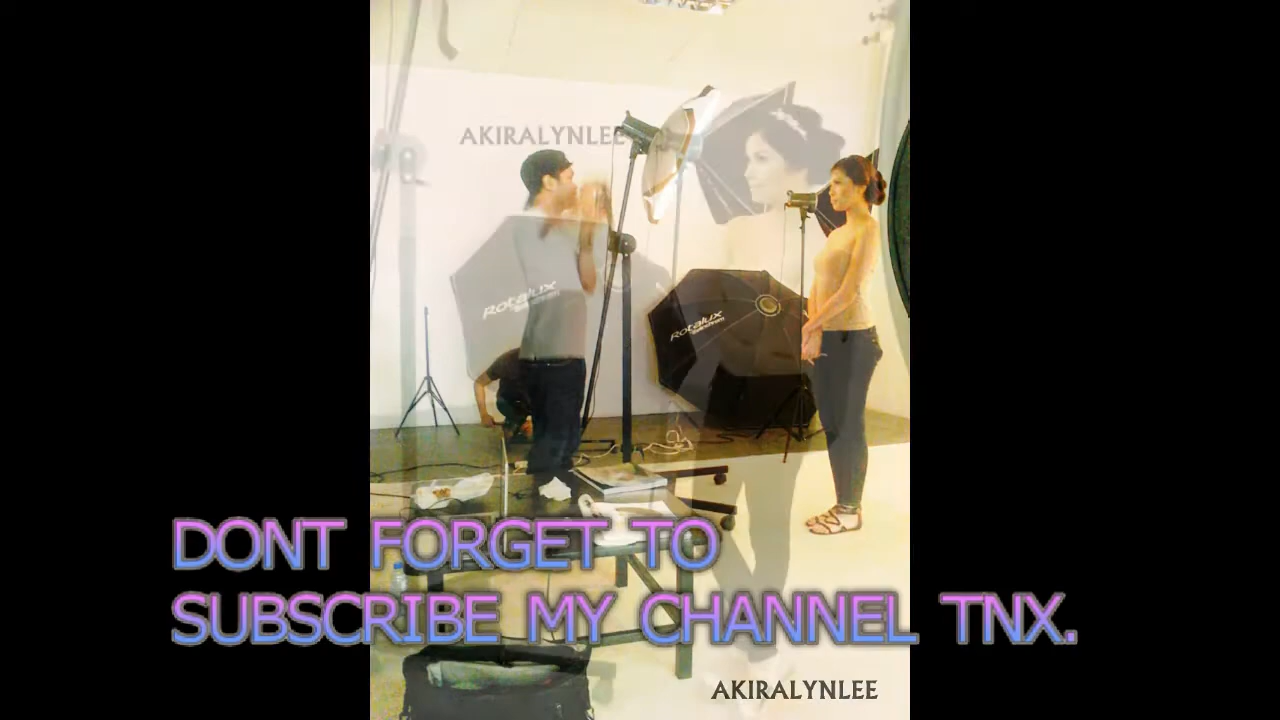 AKIRALYNLEE
Rotalux
Rotalux
DONT FORGET TO
SUBSCRIBE MY CHANNEL TNX.
AKIRALYNLEE